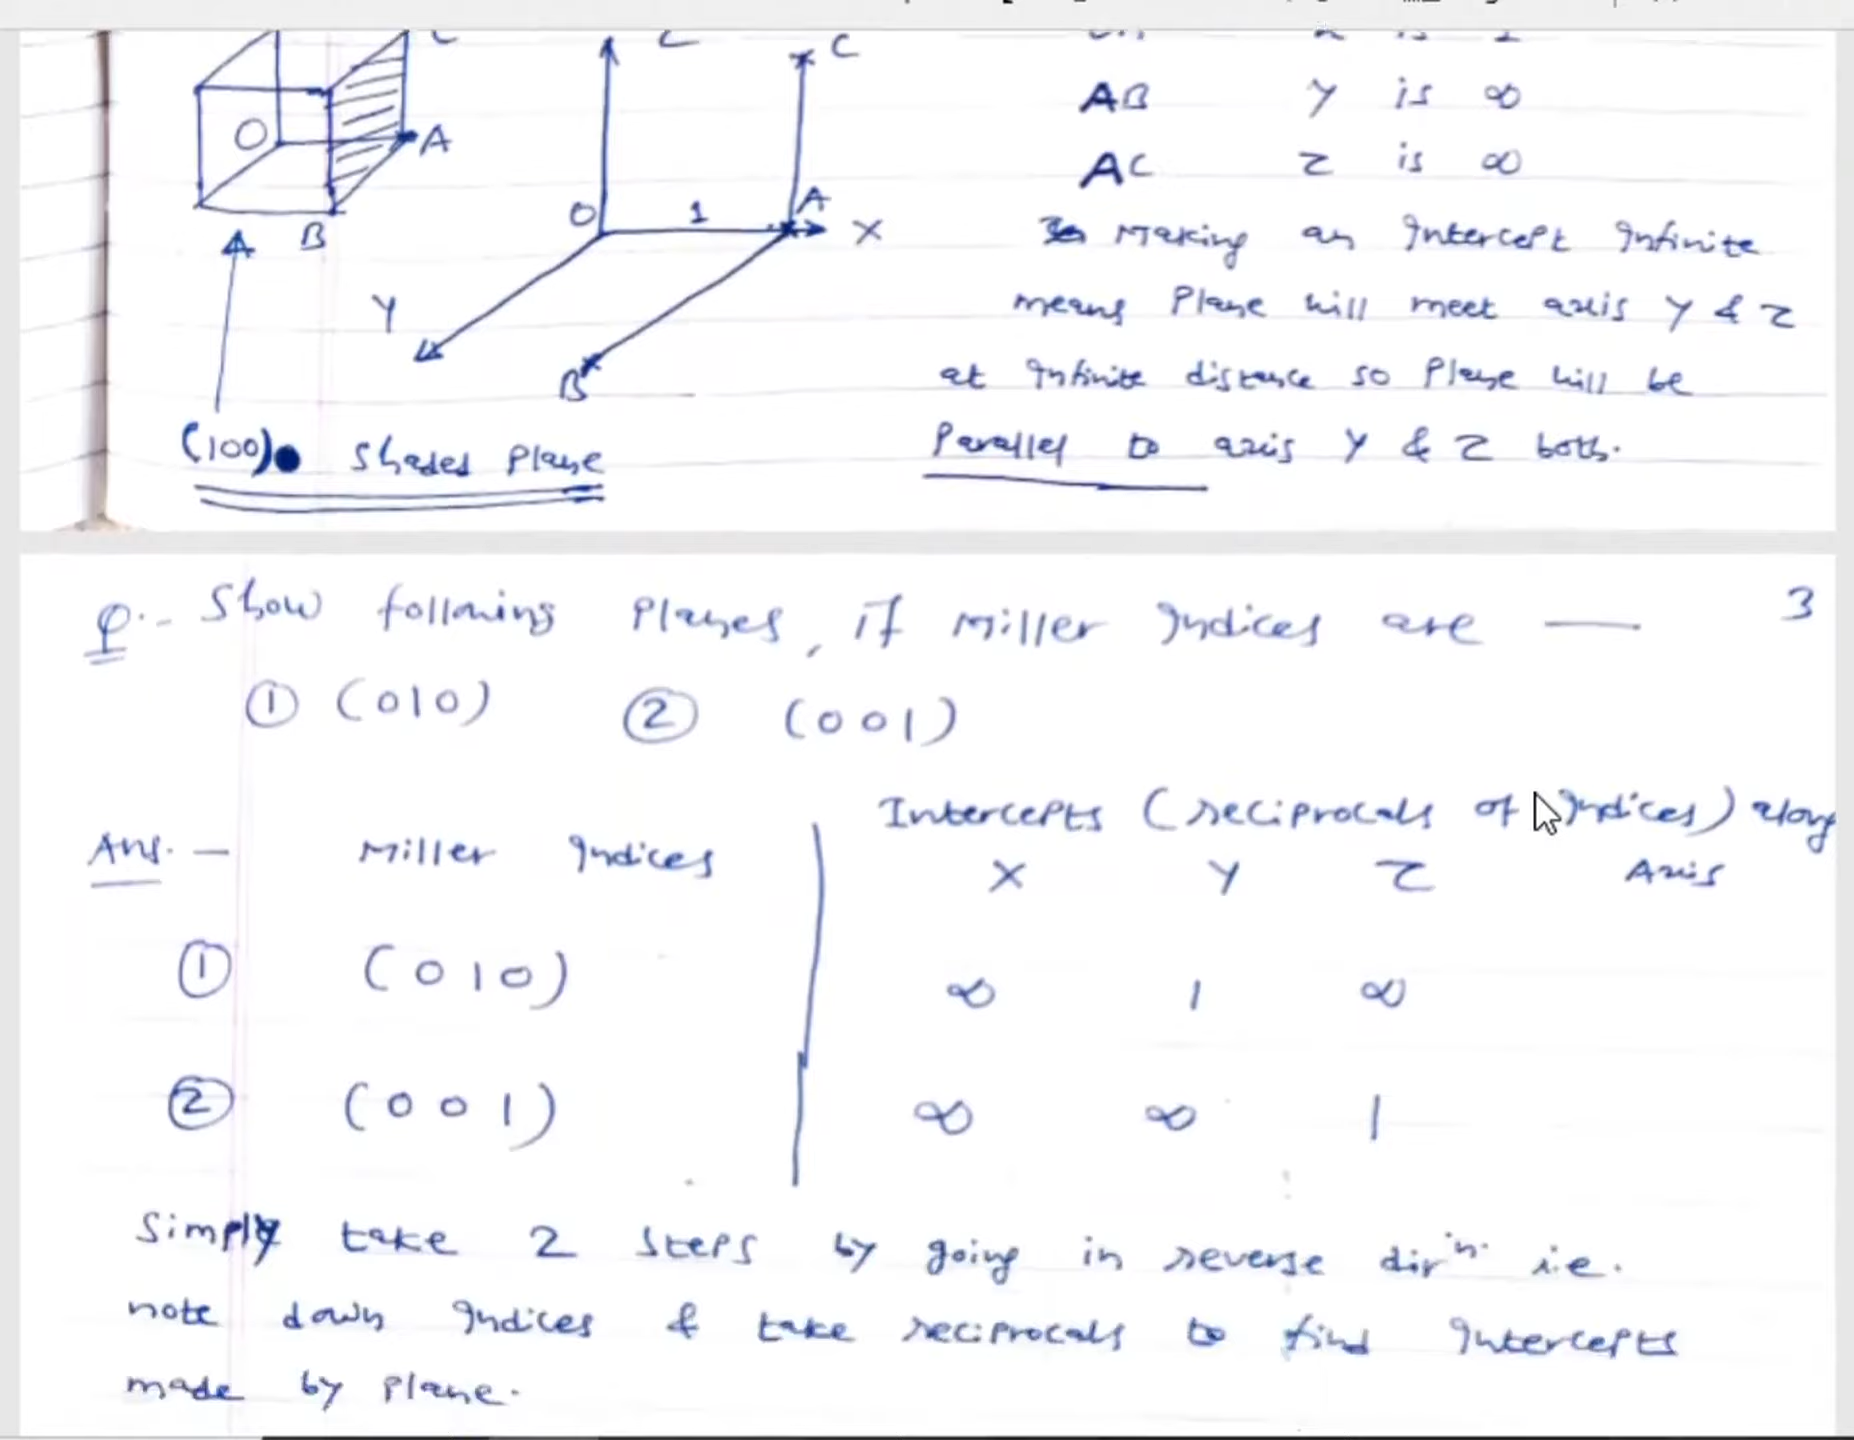 AB Y is ∞
AC Z is ∞
Making an Intercept Infinite
means Plane will meet axis Y & Z
at Infinite distance so Plane will be
Parallel to axis Y & Z both.
C
O
A
B
C
O
1
A
X
Y
B
(100) Shaded Plane
3
Q.- Show following Planes, if Miller Indices are —
① (010) ② (001)
Ans. — Miller Indices
Intercepts (reciprocals of Indices) along
X Y Z Axis
① (010) ∞ 1 ∞
② (001) ∞ ∞ 1
Simply take 2 steps by going in reverse dirⁿ. i.e.
note down Indices & take reciprocals to find Intercepts
made by Plane.